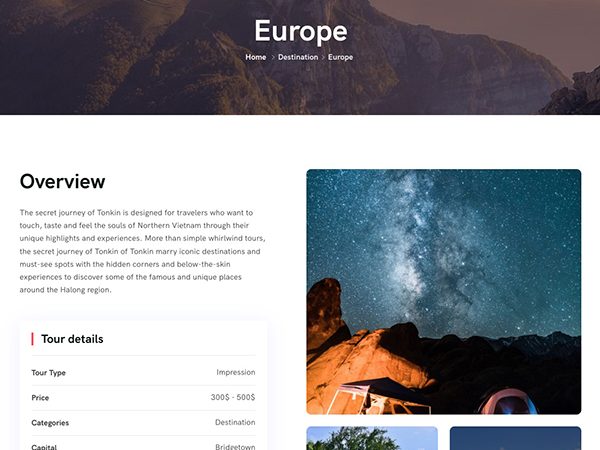 Europe
Home > Destination > Europe
Overview
The secret journey of Tonkin is designed for travelers who want to
touch, taste and feel the souls of Northern Vietnam through their
unique highlights and experiences. More than simple whirlwind tours,
the secret journey of Tonkin of Tonkin marry iconic destinations and
must-see spots with the hidden corners and below-the-skin
experiences to discover some of the famous and unique places
around the Halong region.
Tour details
Tour Type Impression
Price 300$ - 500$
Categories Destination
Capital Bridgetown